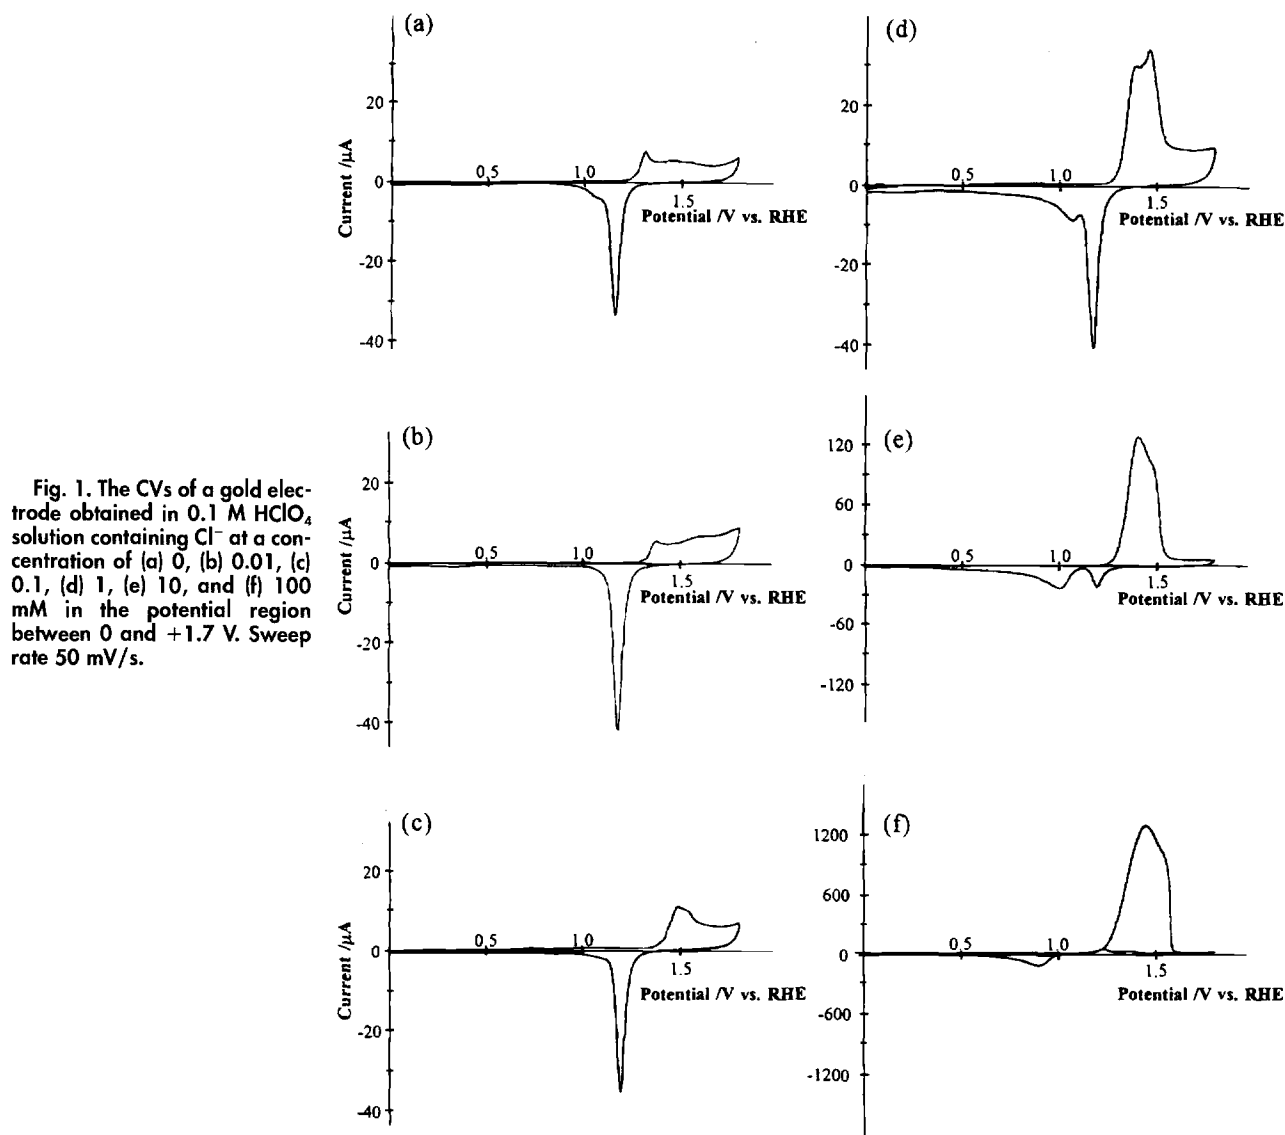 (a)
20
0
-20
-40
0.5
1.0
1.5
Current /µA
Potential /V vs. RHE
(d)
20
0
-20
-40
0.5
1.0
1.5
Potential /V vs. RHE
(b)
20
0
-20
-40
0.5
1.0
1.5
Current /µA
Potential /V vs. RHE
(e)
120
60
0
-60
-120
0.5
1.0
1.5
Potential /V vs. RHE
Fig. 1. The CVs of a gold elec-
trode obtained in 0.1 M HClO₄
solution containing Cl⁻ at a con-
centration of (a) 0, (b) 0.01, (c)
0.1, (d) 1, (e) 10, and (f) 100
mM in the potential region
between 0 and +1.7 V. Sweep
rate 50 mV/s.
(c)
20
0
-20
-40
0.5
1.0
1.5
Current /µA
Potential /V vs. RHE
(f)
1200
600
0
-600
-1200
0.5
1.0
1.5
Potential /V vs. RHE